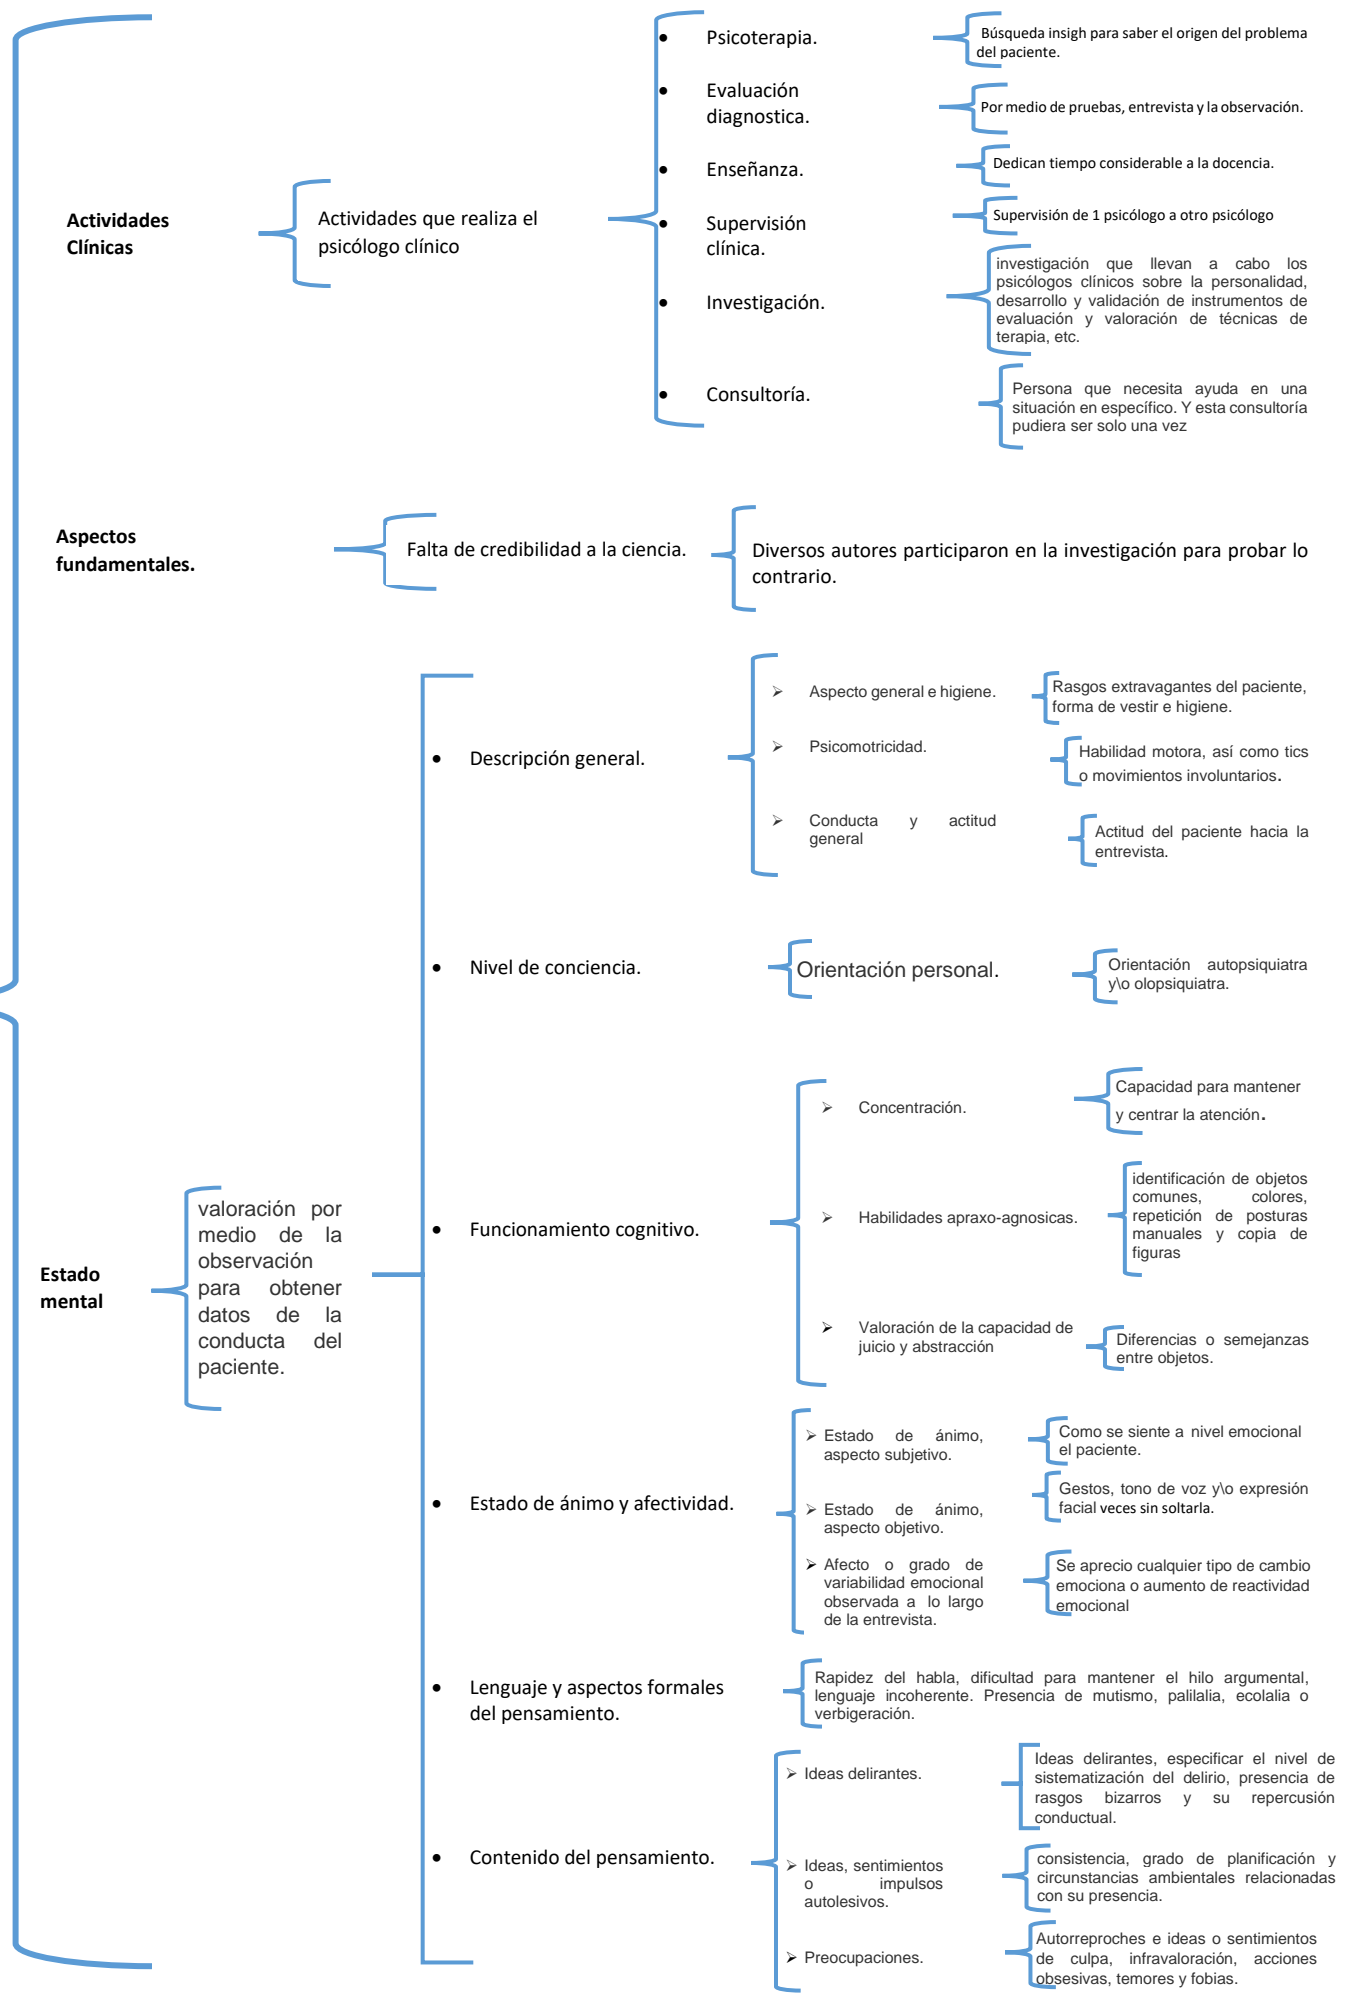 Actividades
Clínicas
Actividades que realiza el
psicólogo clínico
• Psicoterapia.
Búsqueda insigh para saber el origen del problema
del paciente.
• Evaluación
diagnostica.
Por medio de pruebas, entrevista y la observación.
• Enseñanza.
Dedican tiempo considerable a la docencia.
• Supervisión
clínica.
Supervisión de 1 psicólogo a otro psicólogo
• Investigación.
investigación que llevan a cabo los
psicólogos clínicos sobre la personalidad,
desarrollo y validación de instrumentos de
evaluación y valoración de técnicas de
terapia, etc.
• Consultoría.
Persona que necesita ayuda en una
situación en específico. Y esta consultoría
pudiera ser solo una vez
Aspectos
fundamentales.
Falta de credibilidad a la ciencia.
Diversos autores participaron en la investigación para probar lo
contrario.
Estado
mental
valoración por
medio de la
observación
para obtener
datos de la
conducta del
paciente.
• Descripción general.
➢ Aspecto general e higiene.
Rasgos extravagantes del paciente,
forma de vestir e higiene.
➢ Psicomotricidad.
Habilidad motora, así como tics
o movimientos involuntarios.
➢ Conducta y actitud
general
Actitud del paciente hacia la
entrevista.
• Nivel de conciencia.
Orientación personal.
Orientación autopsiquiatra
y\o olopsiquiatra.
• Funcionamiento cognitivo.
➢ Concentración.
Capacidad para mantener
y centrar la atención.
➢ Habilidades apraxo-agnosicas.
identificación de objetos
comunes, colores,
repetición de posturas
manuales y copia de
figuras
➢ Valoración de la capacidad de
juicio y abstracción
Diferencias o semejanzas
entre objetos.
• Estado de ánimo y afectividad.
➢ Estado de ánimo,
aspecto subjetivo.
Como se siente a nivel emocional
el paciente.
➢ Estado de ánimo,
aspecto objetivo.
Gestos, tono de voz y\o expresión
facial veces sin soltarla.
➢ Afecto o grado de
variabilidad emocional
observada a lo largo
de la entrevista.
Se aprecio cualquier tipo de cambio
emociona o aumento de reactividad
emocional
• Lenguaje y aspectos formales
del pensamiento.
Rapidez del habla, dificultad para mantener el hilo argumental,
lenguaje incoherente. Presencia de mutismo, palilalia, ecolalia o
verbigeración.
• Contenido del pensamiento.
➢ Ideas delirantes.
Ideas delirantes, especificar el nivel de
sistematización del delirio, presencia de
rasgos bizarros y su repercusión
conductual.
➢ Ideas, sentimientos
o impulsos
autolesivos.
consistencia, grado de planificación y
circunstancias ambientales relacionadas
con su presencia.
➢ Preocupaciones.
Autorreproches e ideas o sentimientos
de culpa, infravaloración, acciones
obsesivas, temores y fobias.